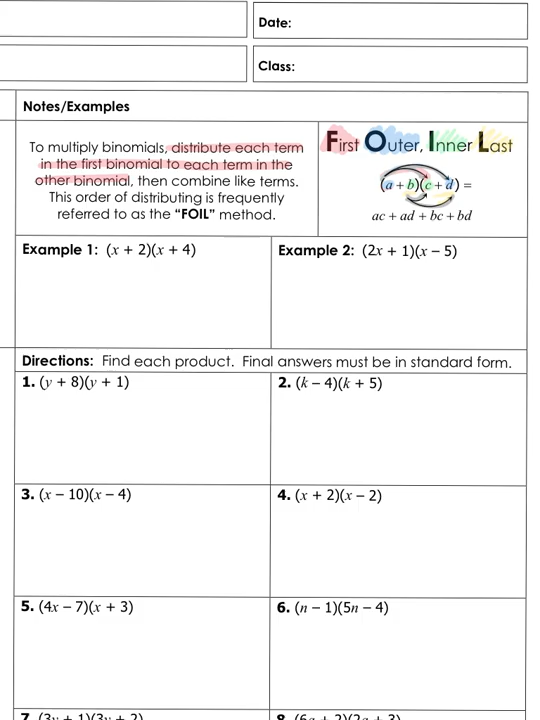 Date:
Class:
Notes/Examples
To multiply binomials, distribute each term
in the first binomial to each term in the
other binomial, then combine like terms.
This order of distributing is frequently
referred to as the “FOIL” method.
First Outer, Inner Last
(a + b)(c + d) =
ac + ad + bc + bd
Example 1: (x + 2)(x + 4)
Example 2: (2x + 1)(x – 5)
Directions: Find each product. Final answers must be in standard form.
1. (y + 8)(y + 1)
2. (k – 4)(k + 5)
3. (x – 10)(x – 4)
4. (x + 2)(x – 2)
5. (4x – 7)(x + 3)
6. (n – 1)(5n – 4)